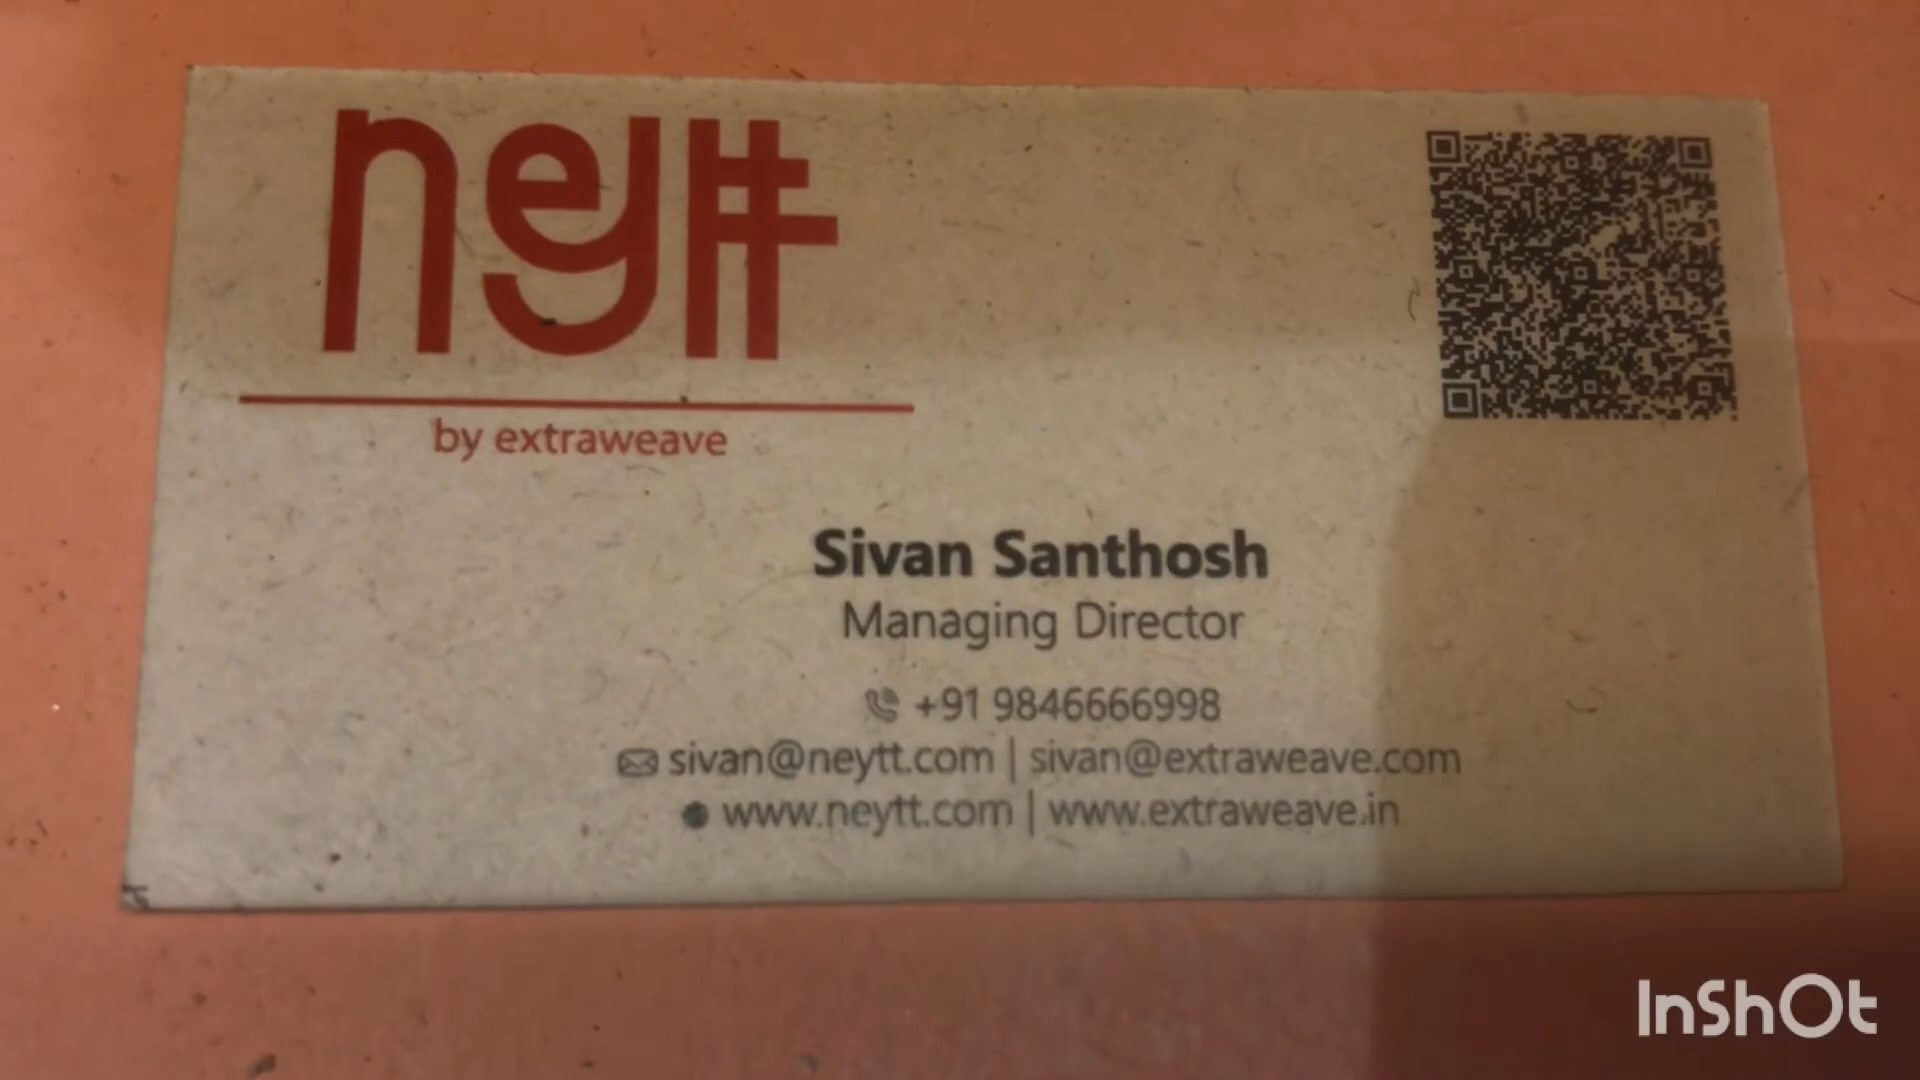 neytt
by extraweave
Sivan Santhosh
Managing Director
+91 9846666998
sivan@neytt.com | sivan@extraweave.com
www.neytt.com | www.extraweave.in
InShOt